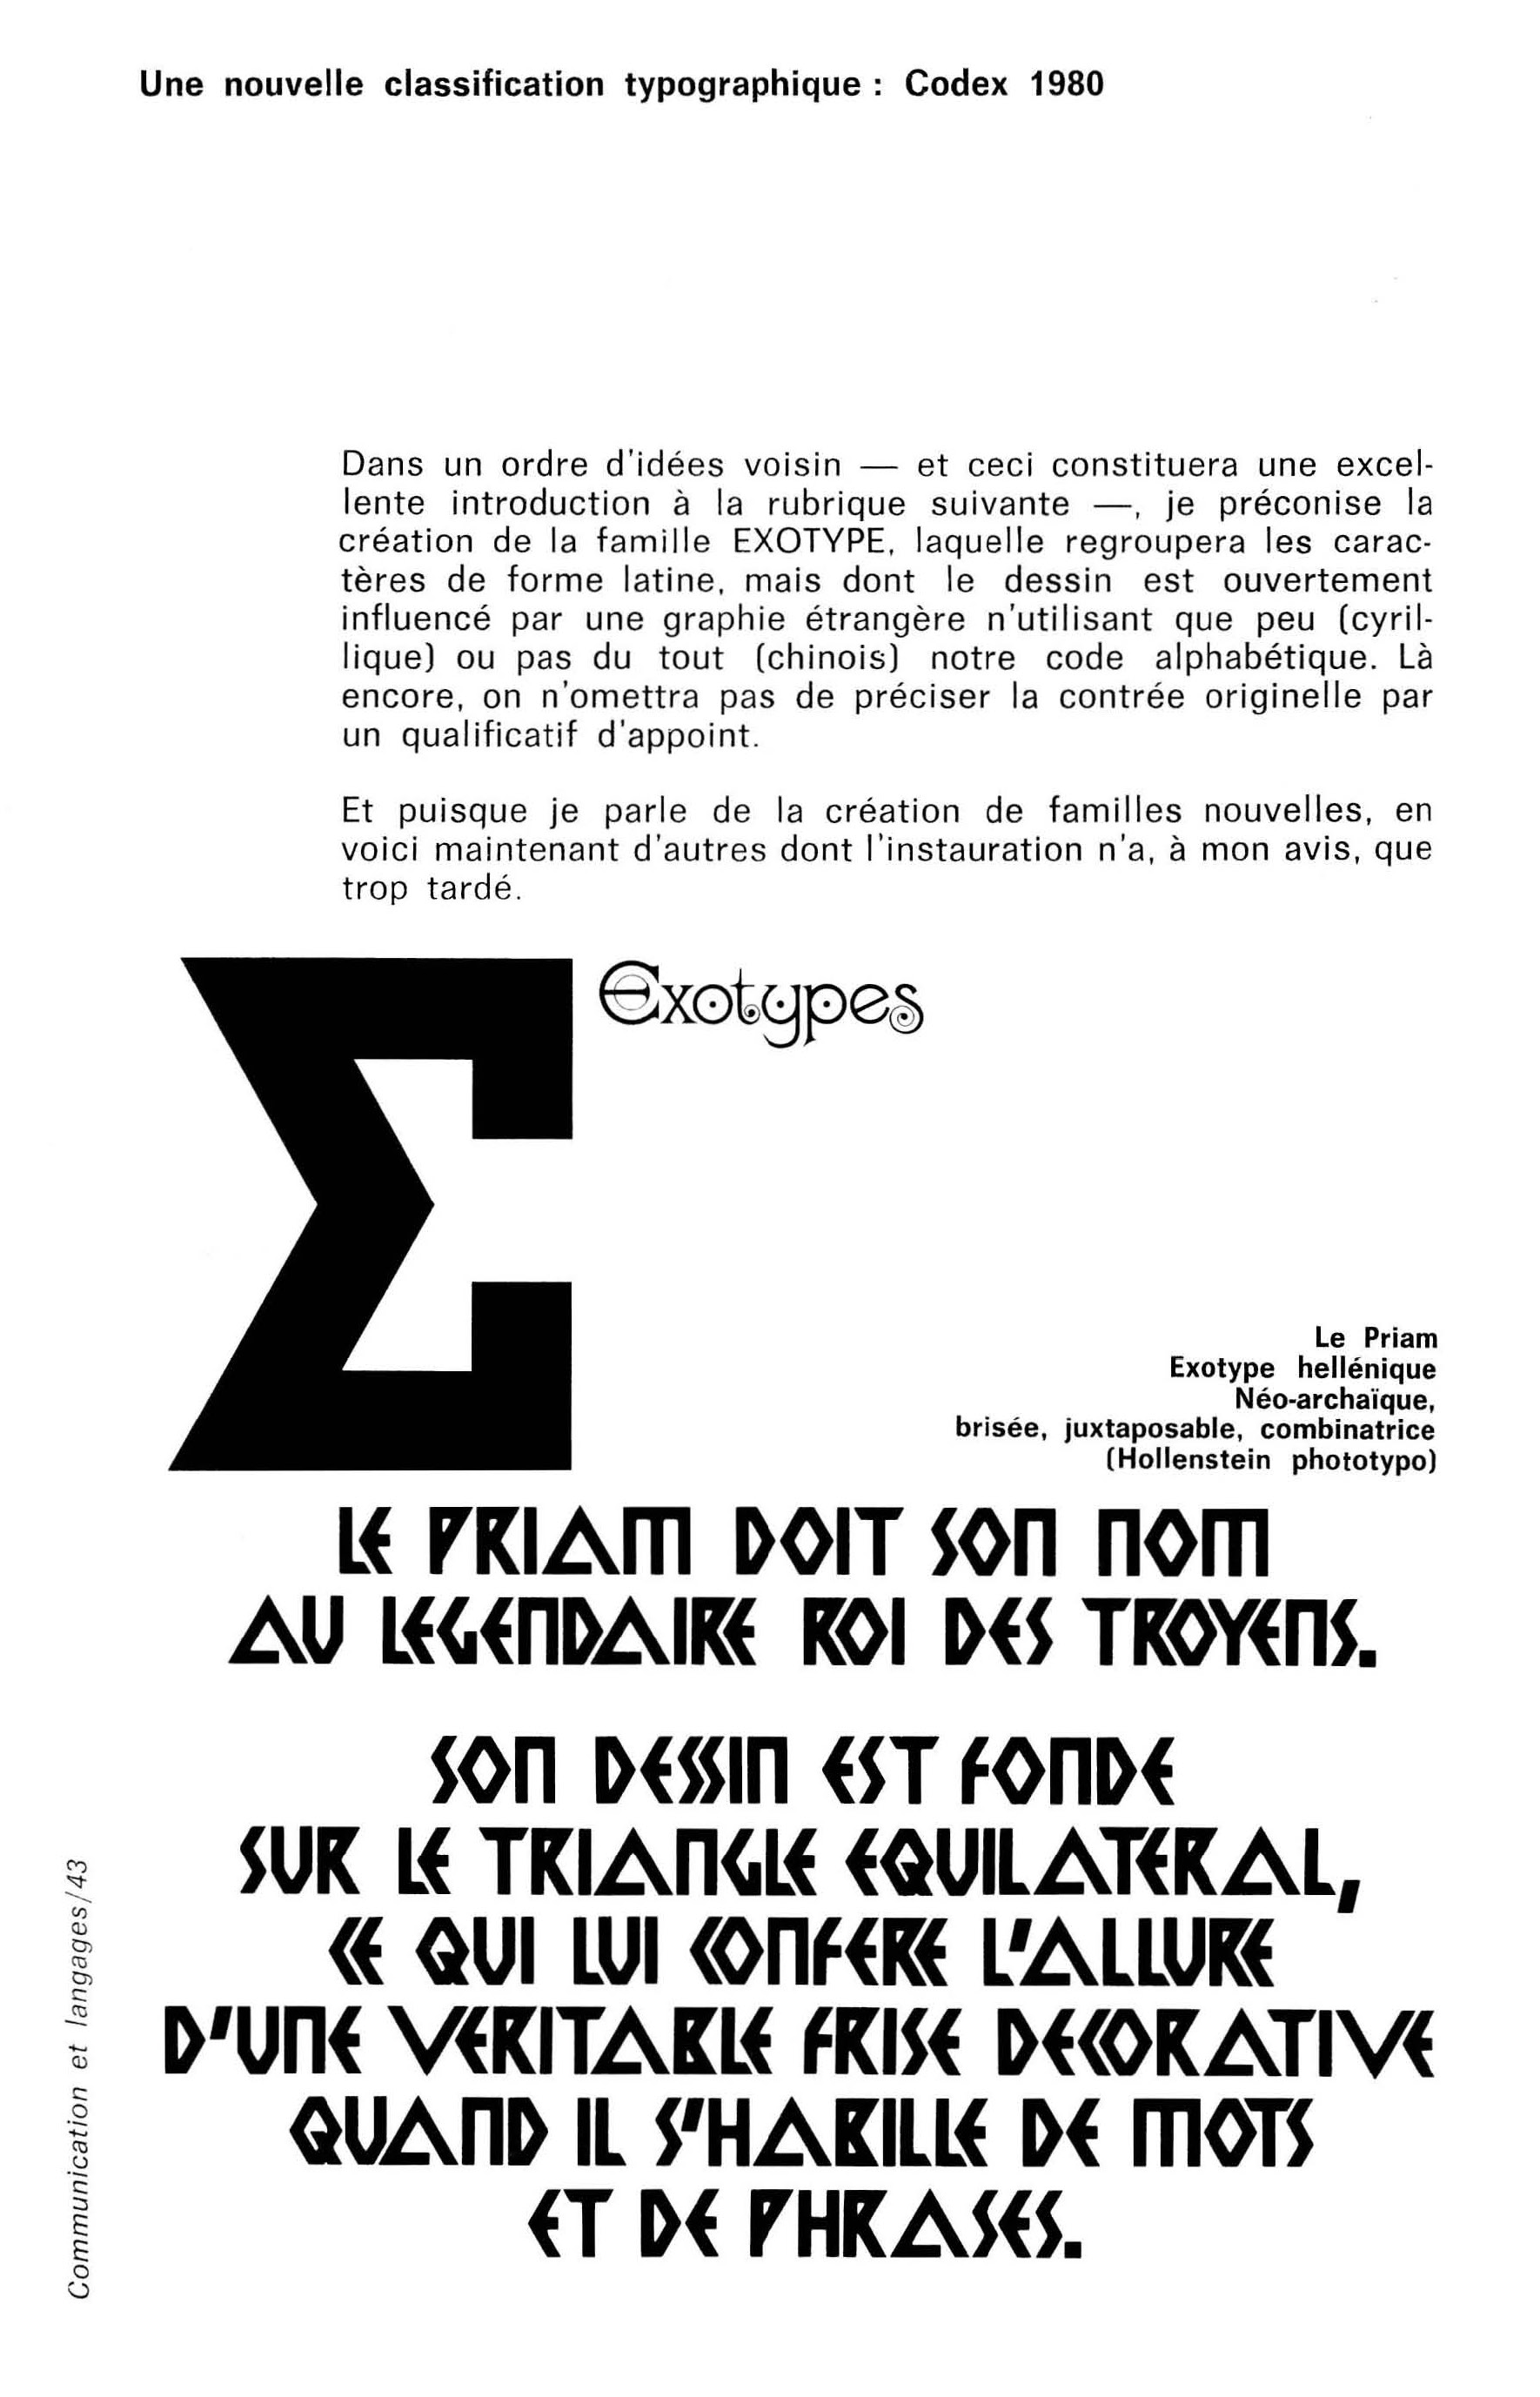 Une nouvelle classification typographique : Codex 1980
Dans un ordre d'idées voisin — et ceci constituera une excel-
lente introduction à la rubrique suivante —, je préconise la
création de la famille EXOTYPE, laquelle regroupera les carac-
tères de forme latine, mais dont le dessin est ouvertement
influencé par une graphie étrangère n'utilisant que peu (cyril-
lique) ou pas du tout (chinois) notre code alphabétique. Là
encore, on n'omettra pas de préciser la contrée originelle par
un qualificatif d'appoint.
Et puisque je parle de la création de familles nouvelles, en
voici maintenant d'autres dont l'instauration n'a, à mon avis, que
trop tardé.
Σ
Exotypes
Le Priam
Exotype hellénique
Néo-archaïque,
brisée, juxtaposable, combinatrice
(Hollenstein phototypo)
LE PRIAM DOIT SON NOM
AU LEGENDAIRE ROI DES TROYENS.
SON DESSIN EST FONDE
SUR LE TRIANGLE EQUILATERAL,
CE QUI LUI CONFERE L'ALLURE
D'UNE VERITABLE FRISE DECORATIVE
QUAND IL S'HABILLE DE MOTS
ET DE PHRASES.
Communication et langages/43